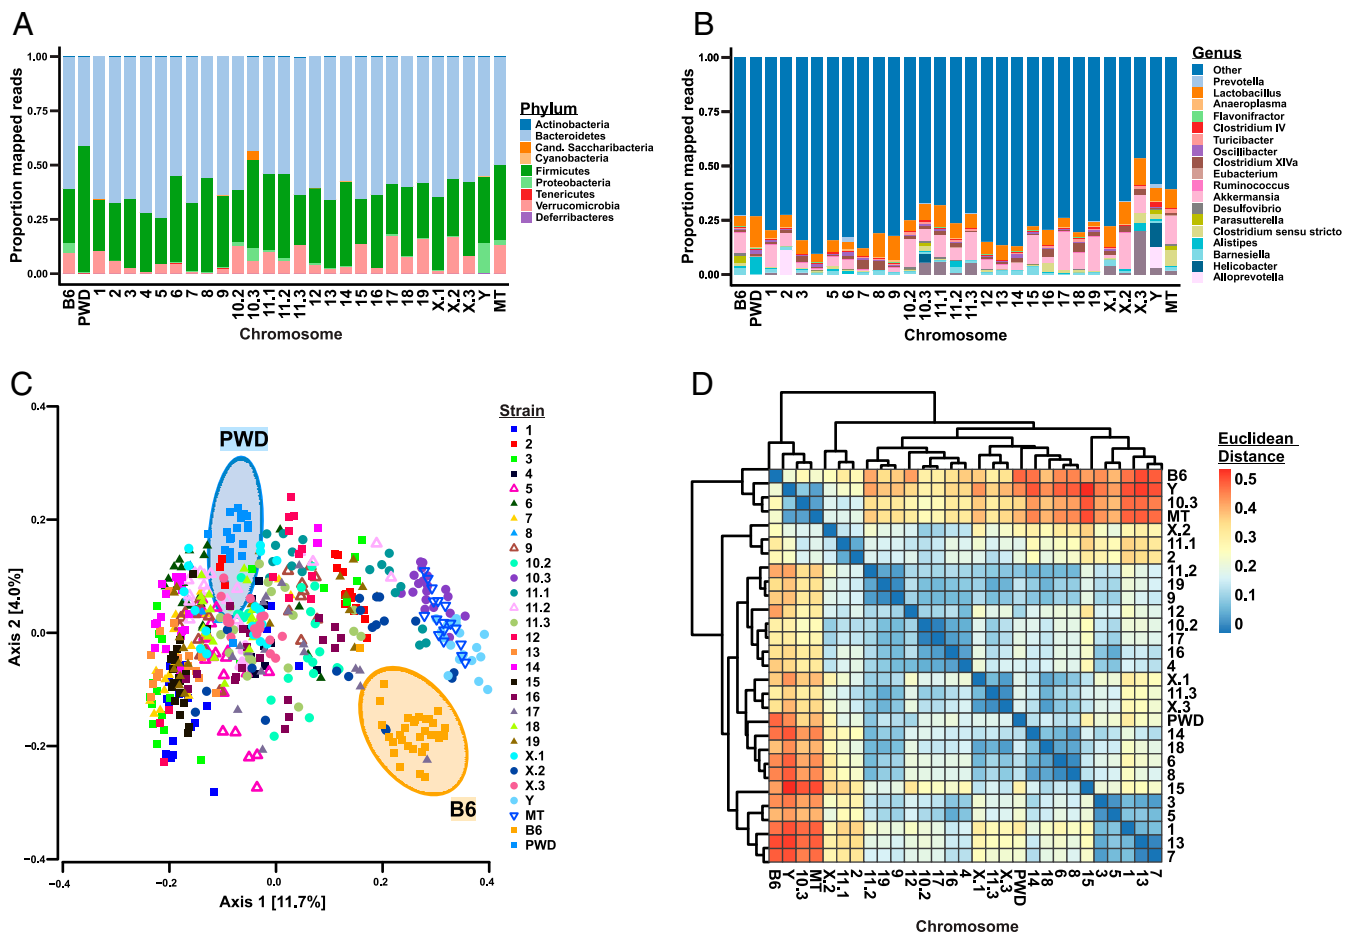 A
Proportion mapped reads
1.00
0.75
0.50
0.25
0.00
B6 PWD 1 2 3 4 5 6 7 8 9 10.2 10.3 11.1 11.2 11.3 12 13 14 15 16 17 18 19 X.1 X.2 X.3 Y MT
Chromosome
Phylum
Actinobacteria
Bacteroidetes
Cand. Saccharibacteria
Cyanobacteria
Firmicutes
Proteobacteria
Tenericutes
Verrucomicrobia
Deferribacteres
B
Proportion mapped reads
1.00
0.75
0.50
0.25
0.00
B6 PWD 1 2 3 5 6 7 8 9 10.2 10.3 11.1 11.2 11.3 12 13 14 15 16 17 18 19 X.1 X.2 X.3 Y MT
Chromosome
Genus
Other
Prevotella
Lactobacillus
Anaeroplasma
Flavonifractor
Clostridium IV
Turicibacter
Oscillibacter
Clostridium XIVa
Eubacterium
Ruminococcus
Akkermansia
Desulfovibrio
Parasutterella
Clostridium sensu stricto
Alistipes
Barnesiella
Helicobacter
Alloprevotella
C
Axis 2 [4.0%]
0.4
0.2
0.0
−0.2
−0.4
PWD
B6
−0.4 −0.2 0.0 0.2 0.4
Axis 1 [11.7%]
Strain
1
2
3
4
5
6
7
8
9
10.2
10.3
11.1
11.2
11.3
12
13
14
15
16
17
18
19
X.1
X.2
X.3
Y
MT
B6
PWD
D
B6
Y
10.3
MT
X.2
11.1
2
11.2
19
9
12
10.2
17
16
4
X.1
11.3
X.3
PWD
14
18
6
8
15
3
5
1
13
7
B6 Y 10.3 MT X.2 11.1 2 11.2 19 9 12 10.2 17 16 4 X.1 11.3 X.3 PWD 14 18 6 8 15 3 5 1 13 7
Chromosome
Euclidean
Distance
0.5
0.4
0.3
0.2
0.1
0